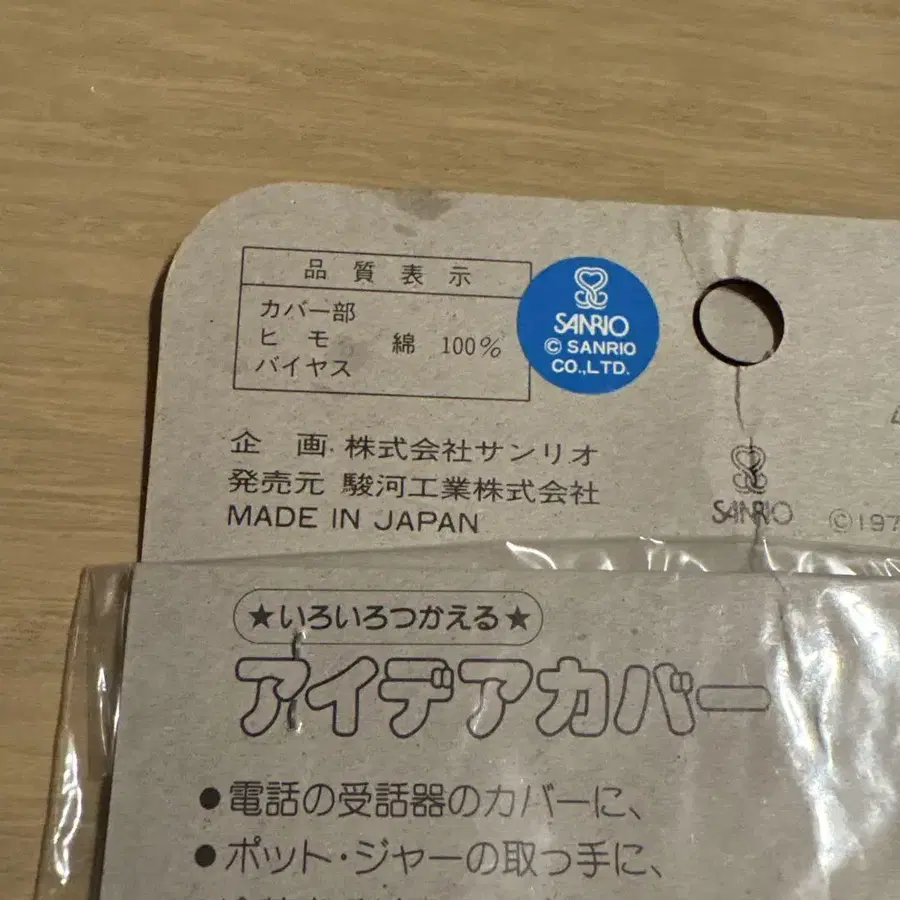 品質表示
カバー部
ヒモ 綿 100%
バイヤス
SANRIO
© SANRIO
CO.,LTD.
企画 株式会社サンリオ
発売元 駿河工業株式会社
MADE IN JAPAN
SANRIO ©197
★いろいろつかえる★
アイデアカバー
●電話の受話器のカバーに、
●ポット・ジャーの取っ手に、